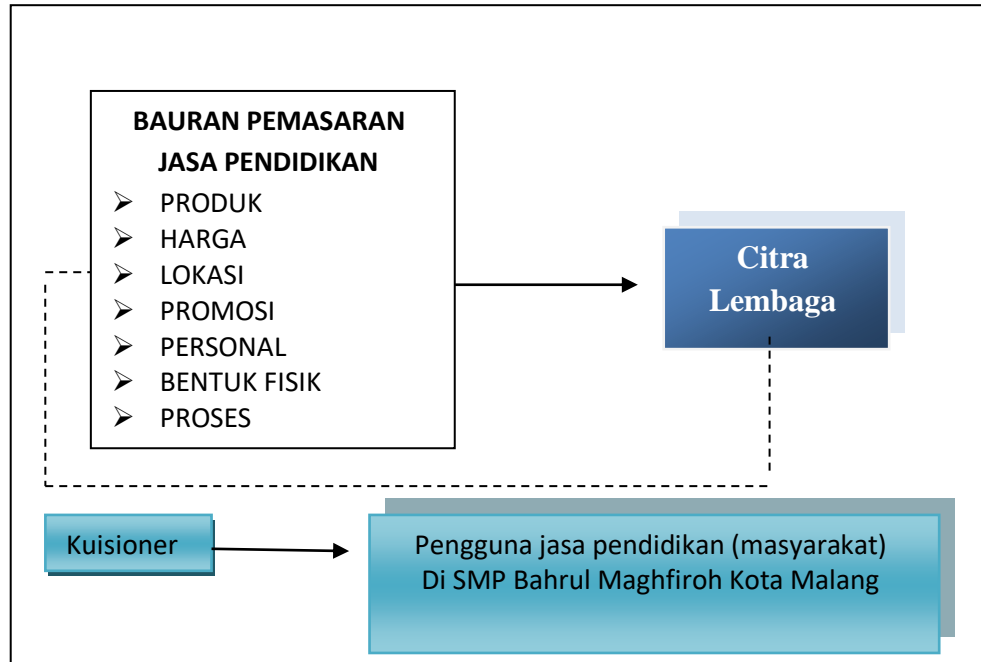 BAURAN PEMASARAN
JASA PENDIDIKAN
➢ PRODUK
➢ HARGA
➢ LOKASI
➢ PROMOSI
➢ PERSONAL
➢ BENTUK FISIK
➢ PROSES
Citra
Lembaga
Kuisioner
Pengguna jasa pendidikan (masyarakat)
Di SMP Bahrul Maghfiroh Kota Malang